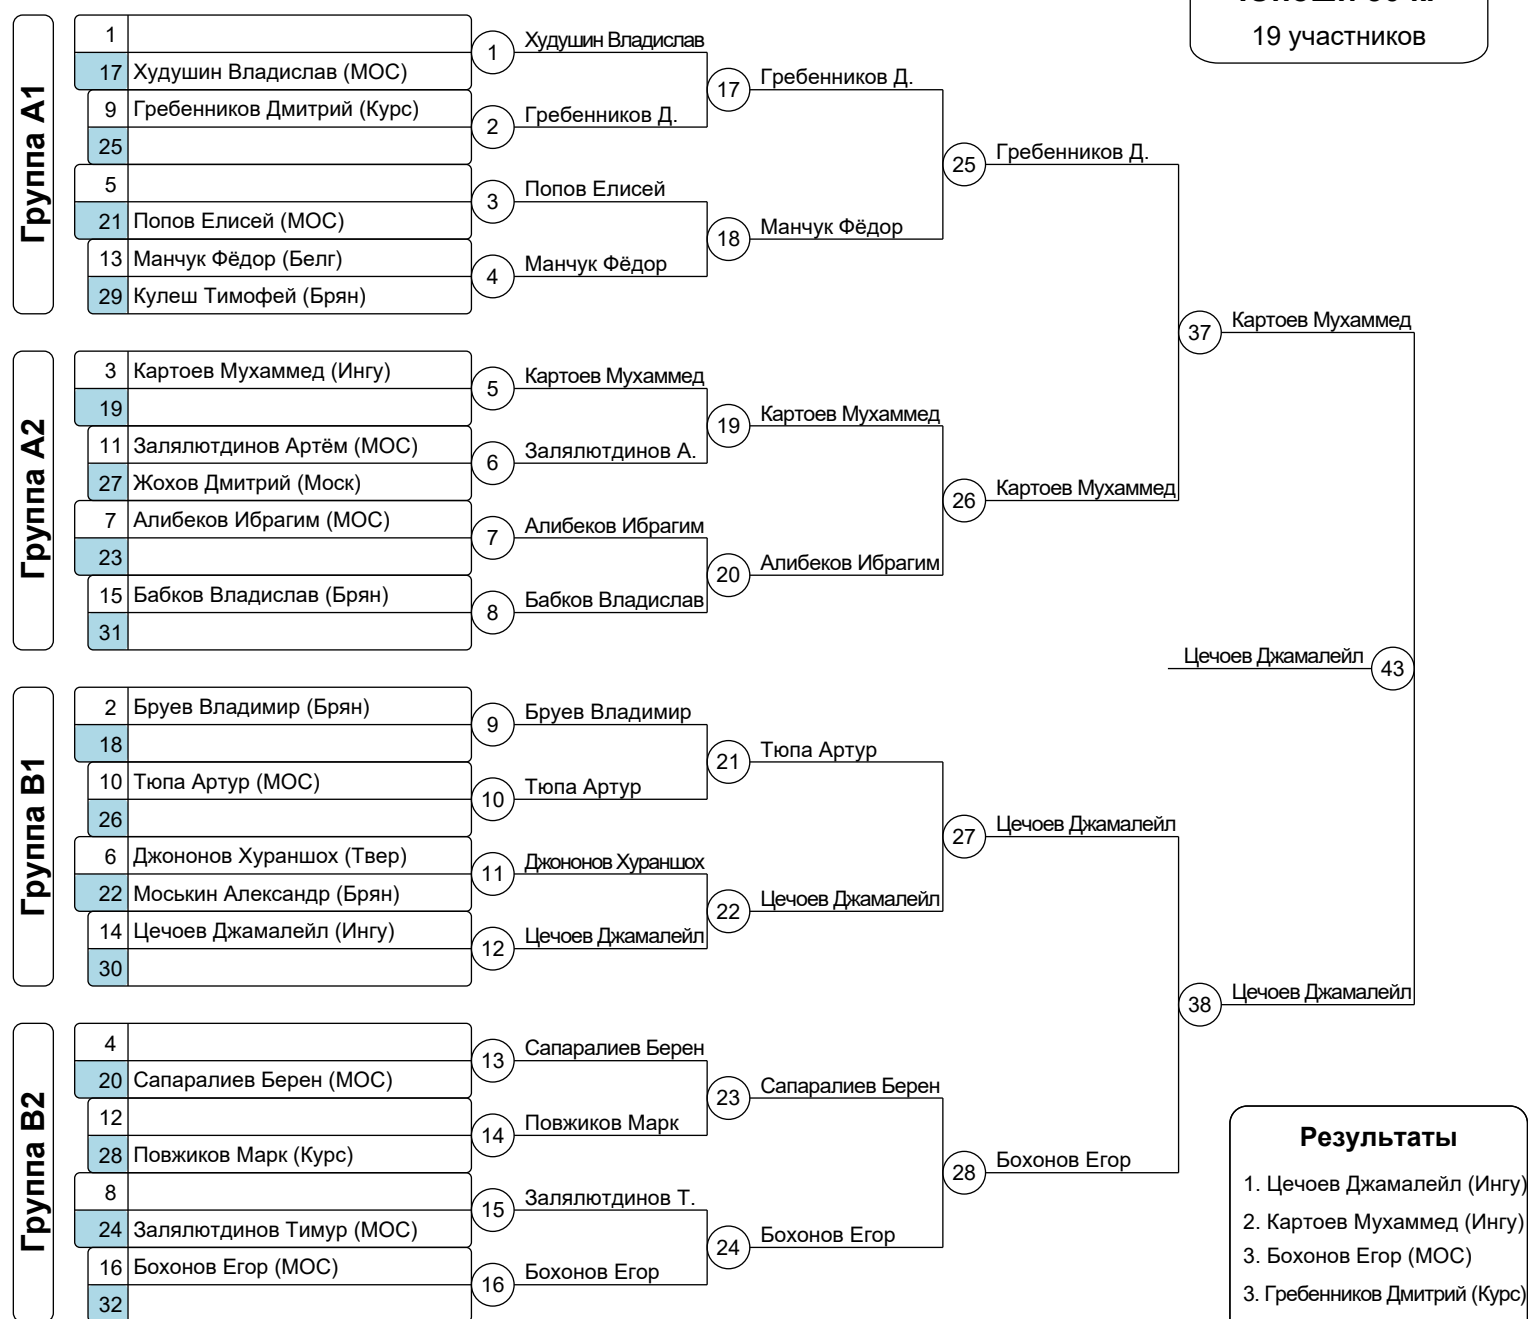 19 участников
Группа A1
1
17 Худушин Владислав (МОС)
9 Гребенников Дмитрий (Курс)
25
5
21 Попов Елисей (МОС)
13 Манчук Фёдор (Белг)
29 Кулеш Тимофей (Брян)
1 Худушин Владислав
2 Гребенников Д.
3 Попов Елисей
4 Манчук Фёдор
17 Гребенников Д.
18 Манчук Фёдор
25 Гребенников Д.
Группа A2
3 Картоев Мухаммед (Ингу)
19
11 Залялютдинов Артём (МОС)
27 Жохов Дмитрий (Моск)
7 Алибеков Ибрагим (МОС)
23
15 Бабков Владислав (Брян)
31
5 Картоев Мухаммед
6 Залялютдинов А.
7 Алибеков Ибрагим
8 Бабков Владислав
19 Картоев Мухаммед
20 Алибеков Ибрагим
26 Картоев Мухаммед
37 Картоев Мухаммед
Группа B1
2 Бруев Владимир (Брян)
18
10 Тюпа Артур (МОС)
26
6 Джононов Хураншох (Твер)
22 Моськин Александр (Брян)
14 Цечоев Джамалейл (Ингу)
30
9 Бруев Владимир
10 Тюпа Артур
11 Джононов Хураншох
12 Цечоев Джамалейл
21 Тюпа Артур
22 Цечоев Джамалейл
27 Цечоев Джамалейл
Группа B2
4
20 Сапаралиев Берен (МОС)
12
28 Повжиков Марк (Курс)
8
24 Залялютдинов Тимур (МОС)
16 Бохонов Егор (МОС)
32
13 Сапаралиев Берен
14 Повжиков Марк
15 Залялютдинов Т.
16 Бохонов Егор
23 Сапаралиев Берен
24 Бохонов Егор
28 Бохонов Егор
38 Цечоев Джамалейл
Цечоев Джамалейл 43
Результаты
1. Цечоев Джамалейл (Ингу)
2. Картоев Мухаммед (Ингу)
3. Бохонов Егор (МОС)
3. Гребенников Дмитрий (Курс)